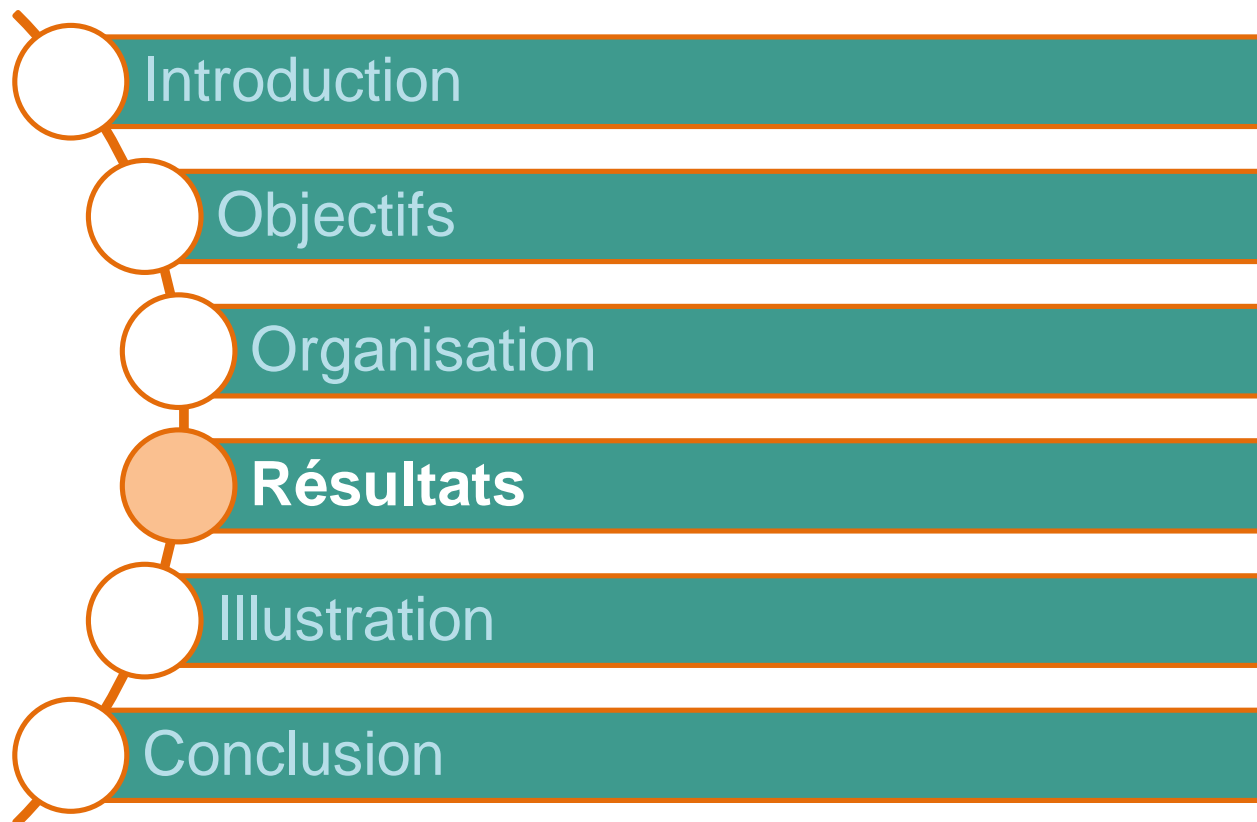 Introduction
Objectifs
Organisation
Résultats
Illustration
Conclusion